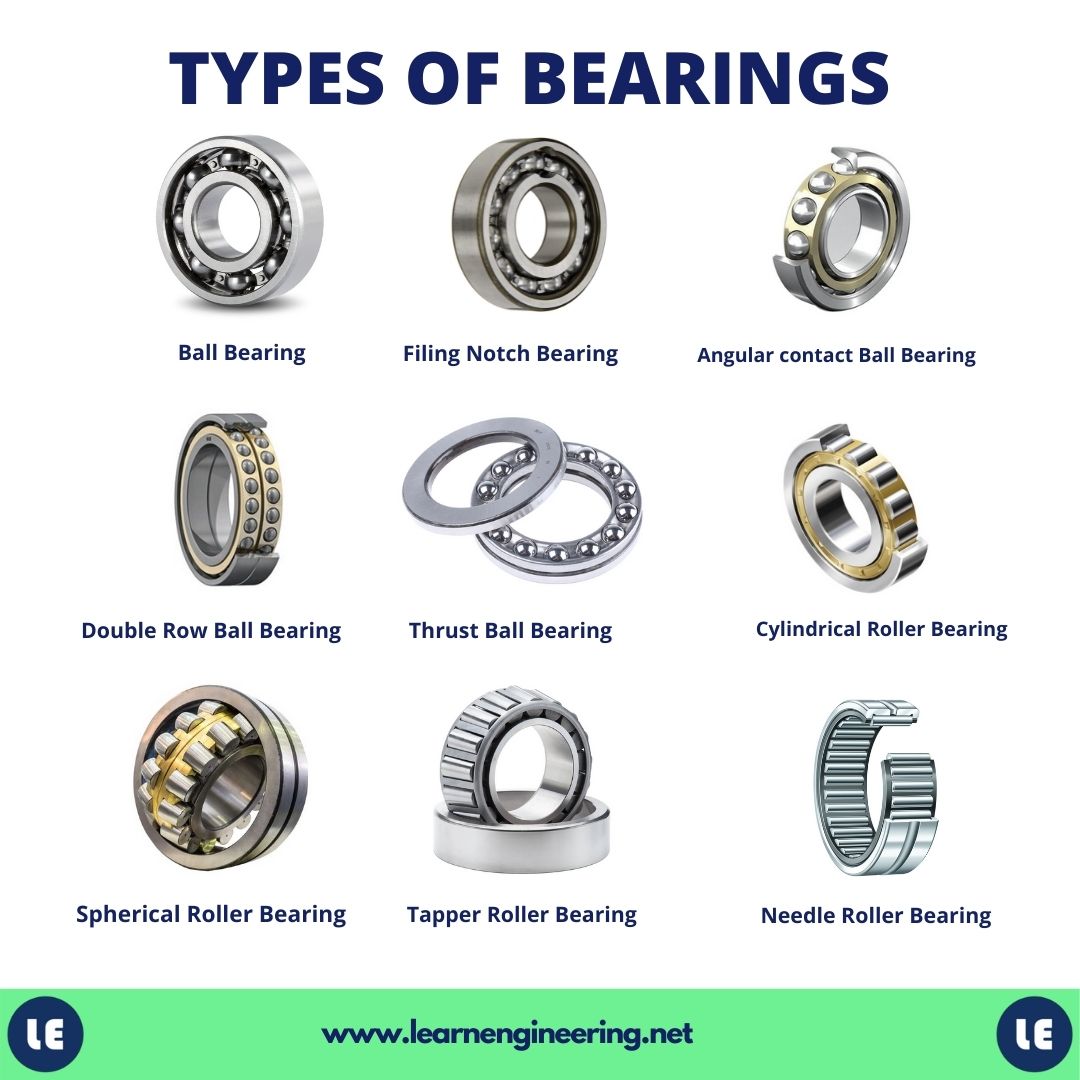 TYPES OF BEARINGS
Ball Bearing
Filing Notch Bearing
Angular contact Ball Bearing
Double Row Ball Bearing
Thrust Ball Bearing
Cylindrical Roller Bearing
Spherical Roller Bearing
Tapper Roller Bearing
Needle Roller Bearing
LE
www.learnengineering.net
LE